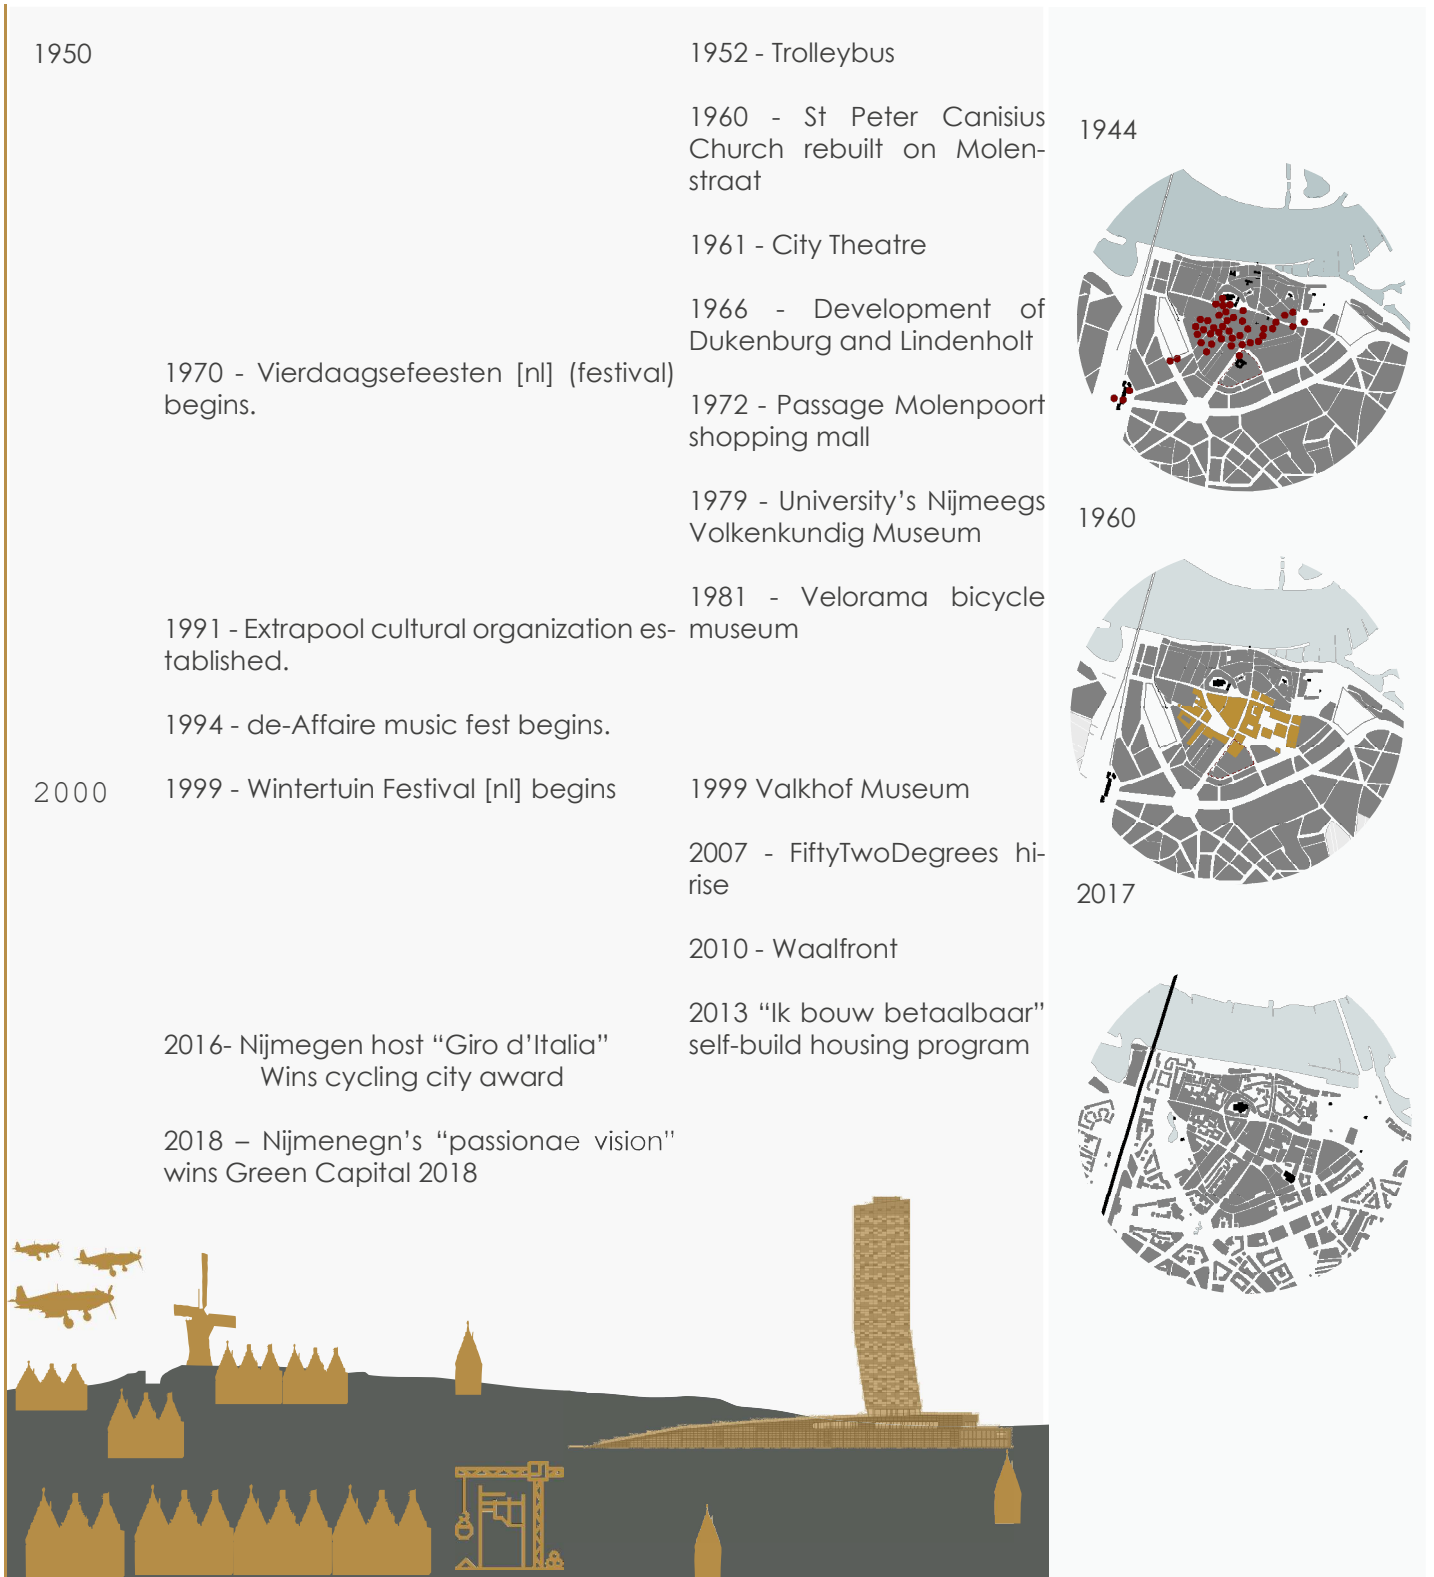 1950
1970 - Vierdaagsefeesten [nl] (festival)
begins.
1991 - Extrapool cultural organization es-
tablished.
1994 - de-Affaire music fest begins.
2000
1999 - Wintertuin Festival [nl] begins
2016- Nijmegen host “Giro d’Italia”
Wins cycling city award
2018 – Nijmenegn’s “passionae vision”
wins Green Capital 2018
1952 - Trolleybus
1960 - St Peter Canisius
Church rebuilt on Molen-
straat
1961 - City Theatre
1966 - Development of
Dukenburg and Lindenholt
1972 - Passage Molenpoort
shopping mall
1979 - University’s Nijmeegs
Volkenkundig Museum
1981 - Velorama bicycle
museum
1999 Valkhof Museum
2007 - FiftyTwoDegrees hi-
rise
2010 - Waalfront
2013 “Ik bouw betaalbaar”
self-build housing program
1944
1960
2017